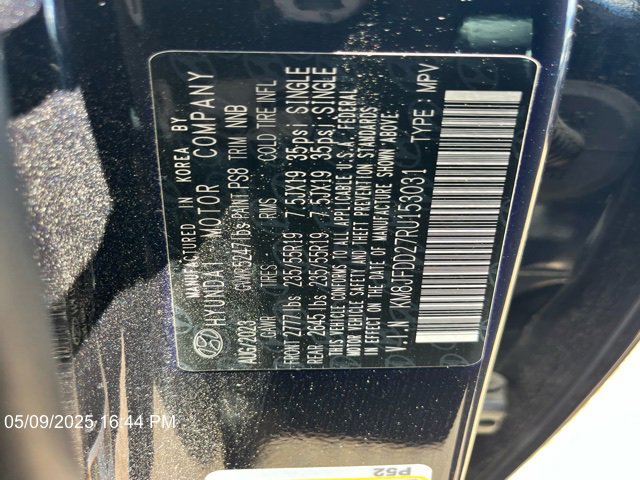 MANUFACTURED IN KOREA BY
HYUNDAI MOTOR COMPANY
AUG/2023 GVWR 5247 lbs PAINT PS8 TRIM NNB
GAWR TIRES RIMS COLD TIRE INFL
FRONT 2777 lbs 235/55R19 7.5JX19 35psi SINGLE
REAR 2645 lbs 235/55R19 7.5JX19 35psi SINGLE
THIS VEHICLE CONFORMS TO ALL APPLICABLE U.S.A. FEDERAL
MOTOR VEHICLE SAFETY AND THEFT PREVENTION STANDARDS
IN EFFECT ON THE DATE OF MANUFACTURE SHOWN ABOVE.
V.I.N : TYPE : MPV
05/09/2025 16:44 PM
P52